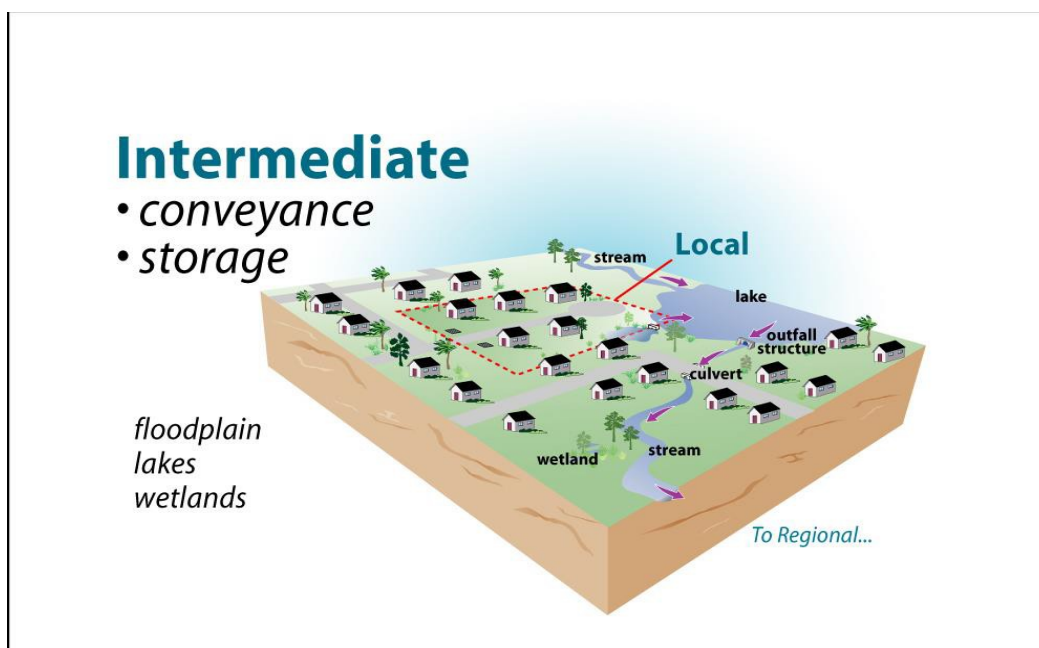 Intermediate
• conveyance
• storage
Local
stream
lake
outfall
structure
culvert
floodplain
lakes
wetlands
wetland
stream
To Regional...